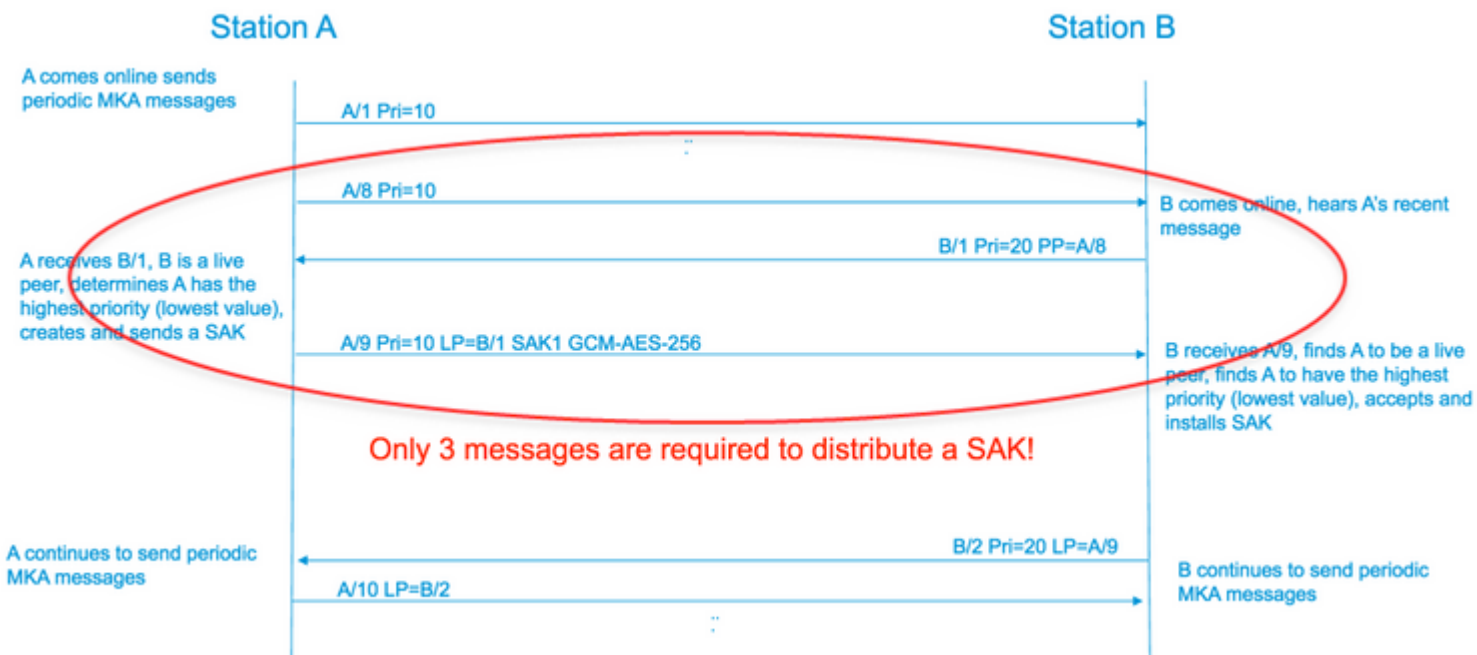 Station A
Station B
A comes online sends
periodic MKA messages
A/1 Pri=10
A/8 Pri=10
B comes online, hears A's recent
message
B/1 Pri=20 PP=A/8
A receives B/1, B is a live
peer, determines A has the
highest priority (lowest value),
creates and sends a SAK
A/9 Pri=10 LP=B/1 SAK1 GCM-AES-256
B receives A/9, finds A to be a live
peer, finds A to have the highest
priority (lowest value), accepts and
installs SAK
Only 3 messages are required to distribute a SAK!
B/2 Pri=20 LP=A/9
A continues to send periodic
MKA messages
B continues to send periodic
MKA messages
A/10 LP=B/2